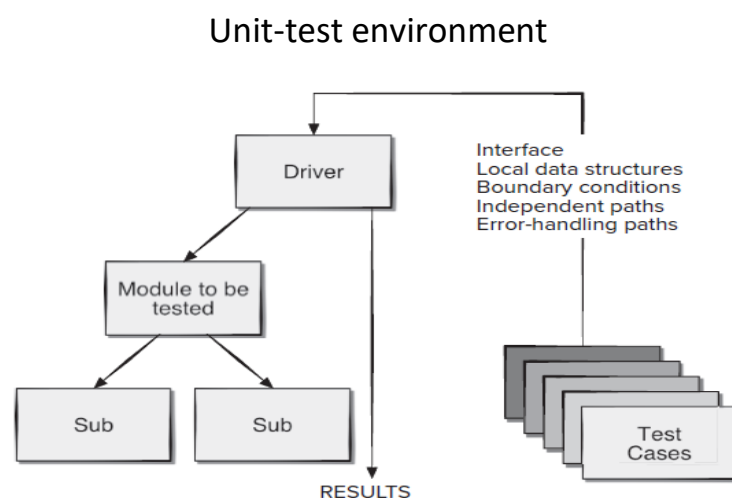 Unit-test environment
Driver
Interface
Local data structures
Boundary conditions
Independent paths
Error-handling paths
Module to be
tested
Sub
Sub
Test
Cases
RESULTS